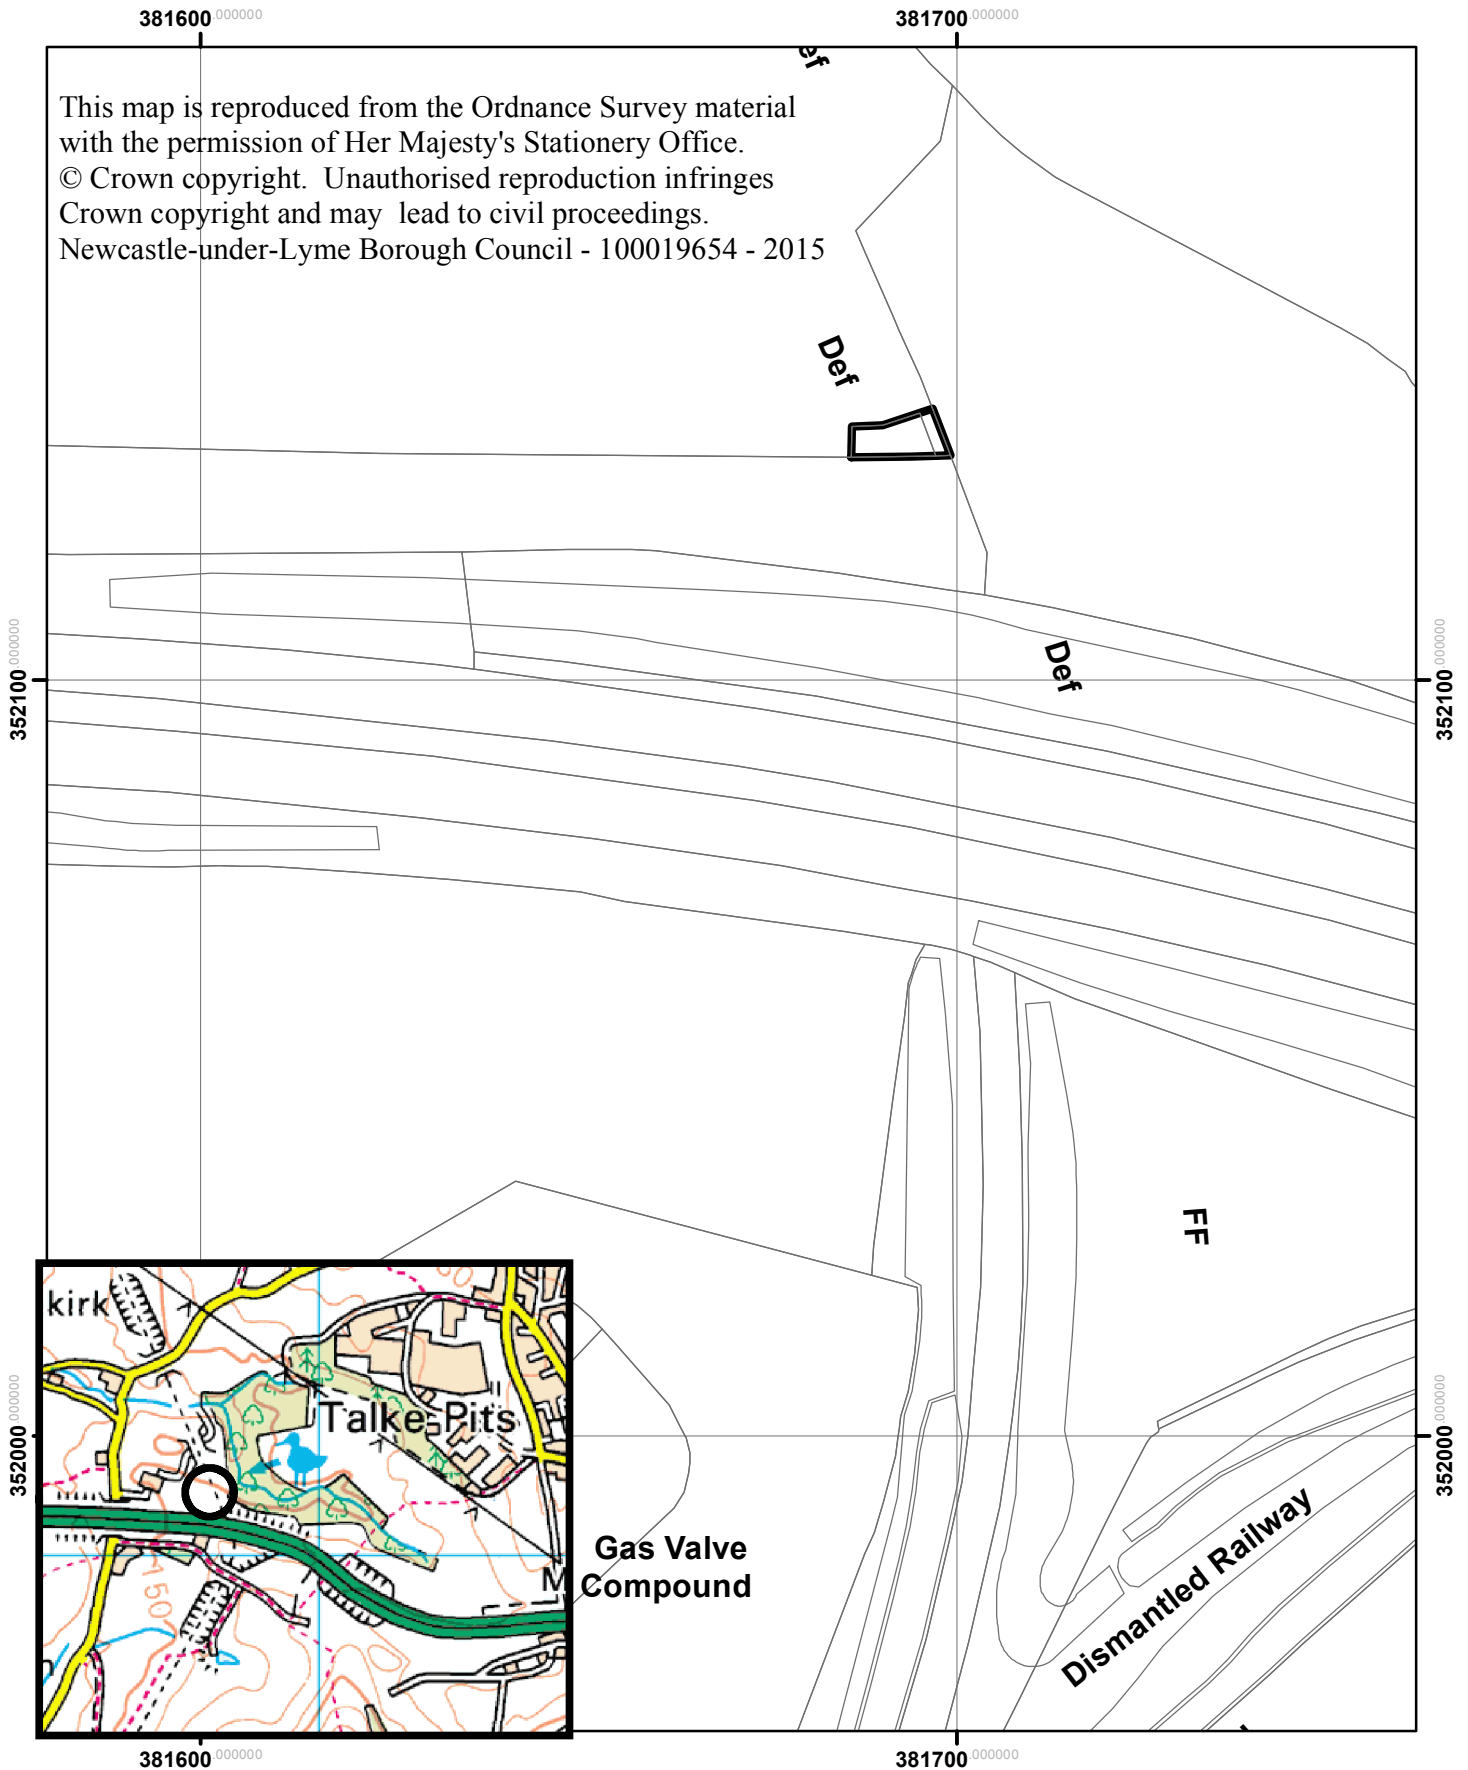 381600.000000
381700.000000
ef
This map is reproduced from the Ordnance Survey material
with the permission of Her Majesty's Stationery Office.
© Crown copyright.  Unauthorised reproduction infringes
Crown copyright and may  lead to civil proceedings.
Newcastle-under-Lyme Borough Council - 100019654 - 2015
Def
352100.000000
Def
352100.000000
FF
kirk
Talke Pits
150
M
352000.000000
352000.000000
Gas Valve
Compound
Dismantled Railway
381600.000000
381700.000000